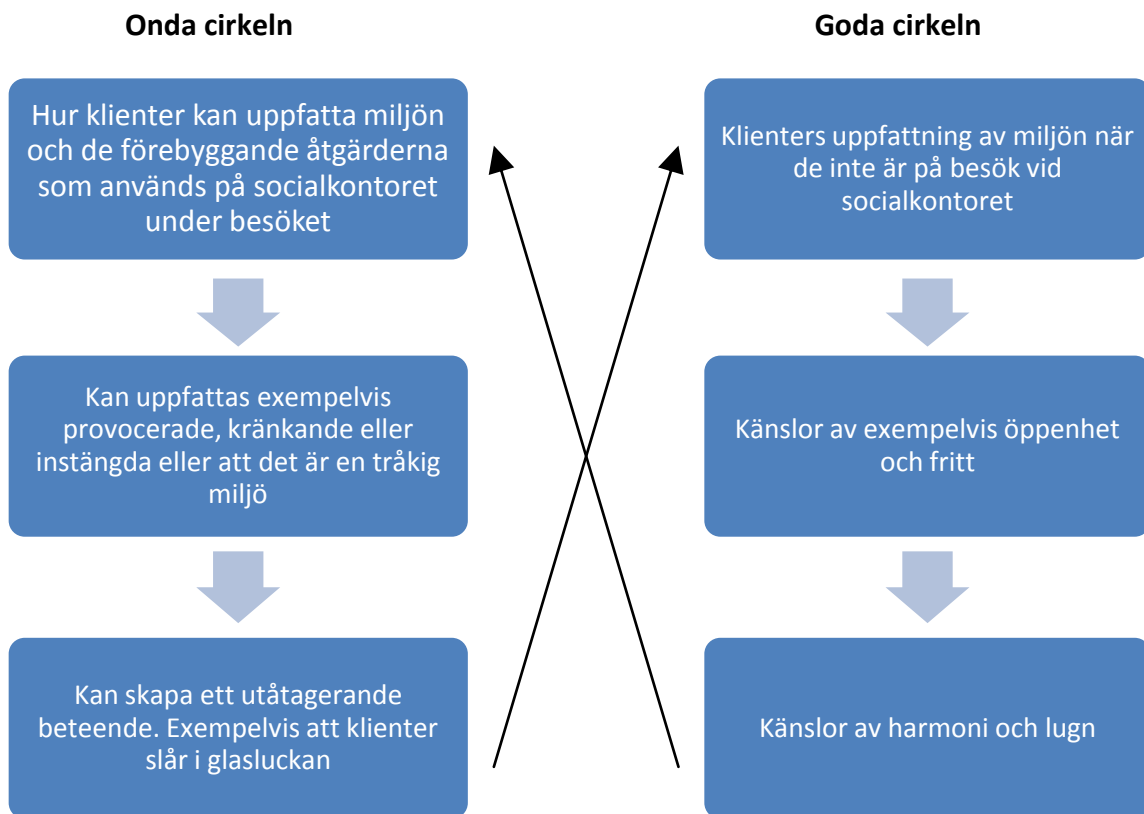 Onda cirkeln
Hur klienter kan uppfatta miljön
och de förebyggande åtgärderna
som används på socialkontoret
under besöket
Kan uppfattas exempelvis
provocerade, kränkande eller
instängda eller att det är en tråkig
miljö
Kan skapa ett utåtagerande
beteende. Exempelvis att klienter
slår i glasluckan
Goda cirkeln
Klienters uppfattning av miljön när
de inte är på besök vid
socialkontoret
Känslor av exempelvis öppenhet
och fritt
Känslor av harmoni och lugn